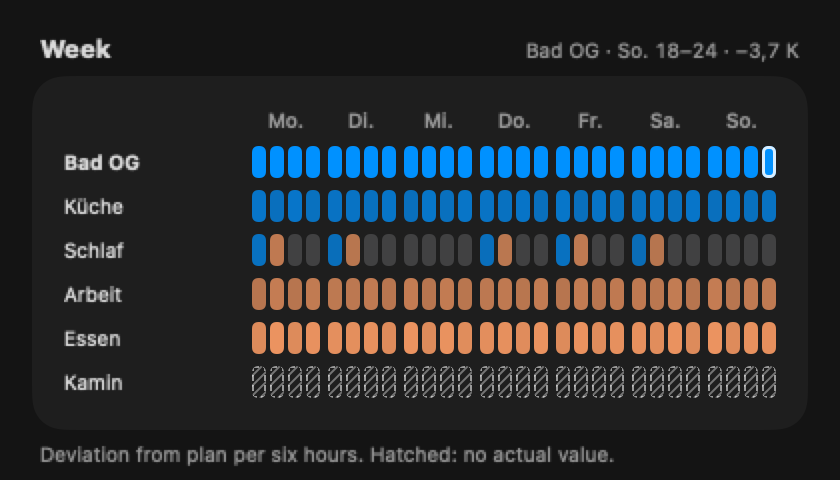 Week
Bad OG · So. 18–24 · −3,7 K
Mo. Di. Mi. Do. Fr. Sa. So.
Bad OG
Küche
Schlaf
Arbeit
Essen
Kamin
Deviation from plan per six hours. Hatched: no actual value.